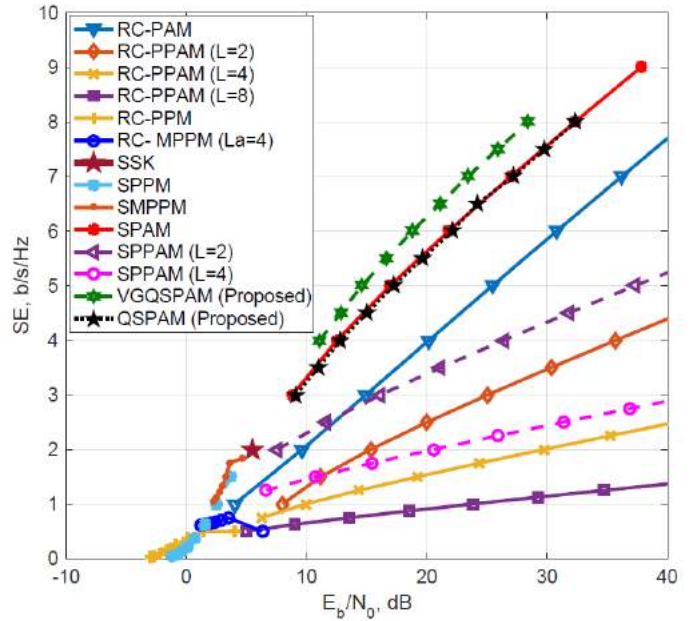 10
9
8
7
6
5
4
3
2
1
0
SE, b/s/Hz
RC-PAM
RC-PPAM (L=2)
RC-PPAM (L=4)
RC-PPAM (L=8)
RC-PPM
RC- MPPM (La=4)
SSK
SPPM
SMPPM
SPAM
SPPAM (L=2)
SPPAM (L=4)
VGQSPAM (Proposed)
QSPAM (Proposed)
-10 0 10 20 30 40
E_b/N_0, dB